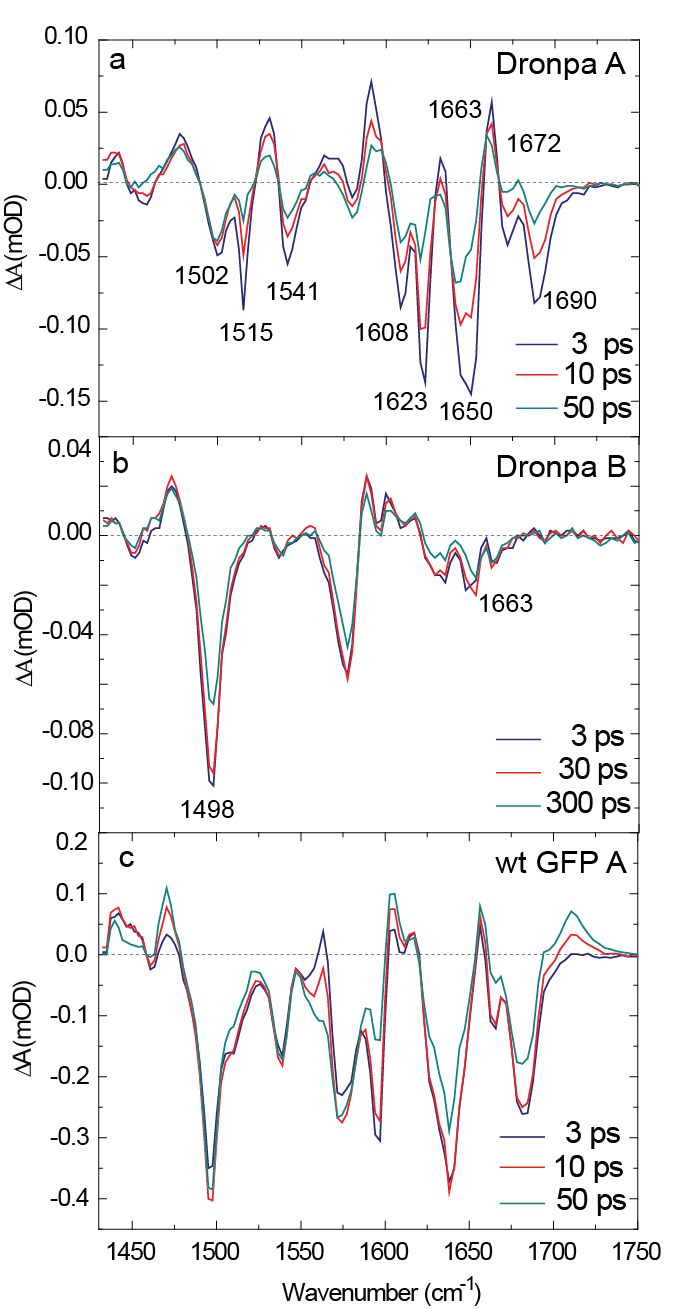 0.10
a
Dronpa A
0.05
1663
1672
0.00
-0.05
1502
1541
1690
-0.10
1515
1608
3 ps
10 ps
-0.15
1623
1650
50 ps
ΔA(mOD)
0.04
b
Dronpa B
0.00
1663
-0.04
-0.08
3 ps
30 ps
-0.10
1498
300 ps
ΔA(mOD)
0.2
c
wt GFP A
0.1
0.0
-0.1
-0.2
-0.3
3 ps
10 ps
-0.4
50 ps
ΔA(mOD)
1450 1500 1550 1600 1650 1700 1750
Wavenumber (cm-1)